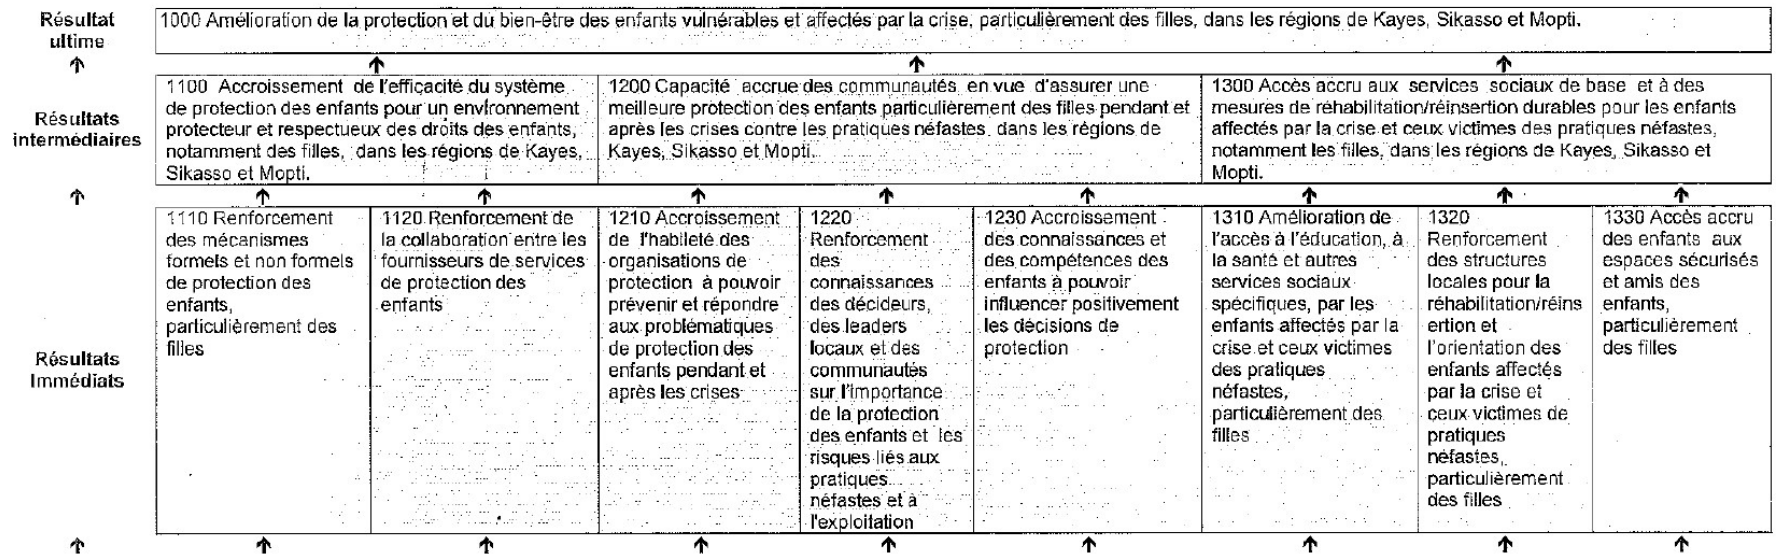 Résultat
ultime
1000 Amélioration de la protection et du bien-être des enfants vulnérables et affectés par la crise, particulièrement des filles, dans les régions de Kayes, Sikasso et Mopti.
Résultats
intermédiaires
1100 Accroissement de l'efficacité du système
de protection des enfants pour un environnement
protecteur et respectueux des droits des enfants,
notamment des filles, dans les régions de Kayes,
Sikasso et Mopti.
1200 Capacité accrue des communautés en vue d'assurer une
meilleure protection des enfants particulièrement des filles pendant et
après les crises contre les pratiques néfastes dans les régions de
Kayes, Sikasso et Mopti.
1300 Accès accru aux services sociaux de base et à des
mesures de réhabilitation/réinsertion durables pour les enfants
affectés par la crise et ceux victimes des pratiques néfastes,
notamment les filles, dans les régions de Kayes, Sikasso et
Mopti.
Résultats
Immédiats
1110 Renforcement
des mécanismes
formels et non formels
de protection des
enfants,
particulièrement des
filles
1120 Renforcement de
la collaboration entre les
fournisseurs de services
de protection des
enfants
1210 Accroissement
de l'habileté des
organisations de
protection à pouvoir
prévenir et répondre
aux problématiques
de protection des
enfants pendant et
après les crises
1220
Renforcement
des
connaissances
des décideurs,
des leaders
locaux et des
communautés
sur l'importance
de la protection
des enfants et les
risques liés aux
pratiques
néfastes et à
l'exploitation
1230 Accroissement
des connaissances et
des compétences des
enfants à pouvoir
influencer positivement
les décisions de
protection
1310 Amélioration de
l'accès à l'éducation, à
la santé et autres
services sociaux
spécifiques, par les
enfants affectés par la
crise et ceux victimes
des pratiques
néfastes,
particulièrement des
filles
1320
Renforcement
des structures
locales pour la
réhabilitation/réins
ertion et
l'orientation des
enfants affectés
par la crise et
ceux victimes de
pratiques
néfastes,
particulièrement
des filles
1330 Accès accru
des enfants aux
espaces sécurisés
et amis des
enfants,
particulièrement
des filles